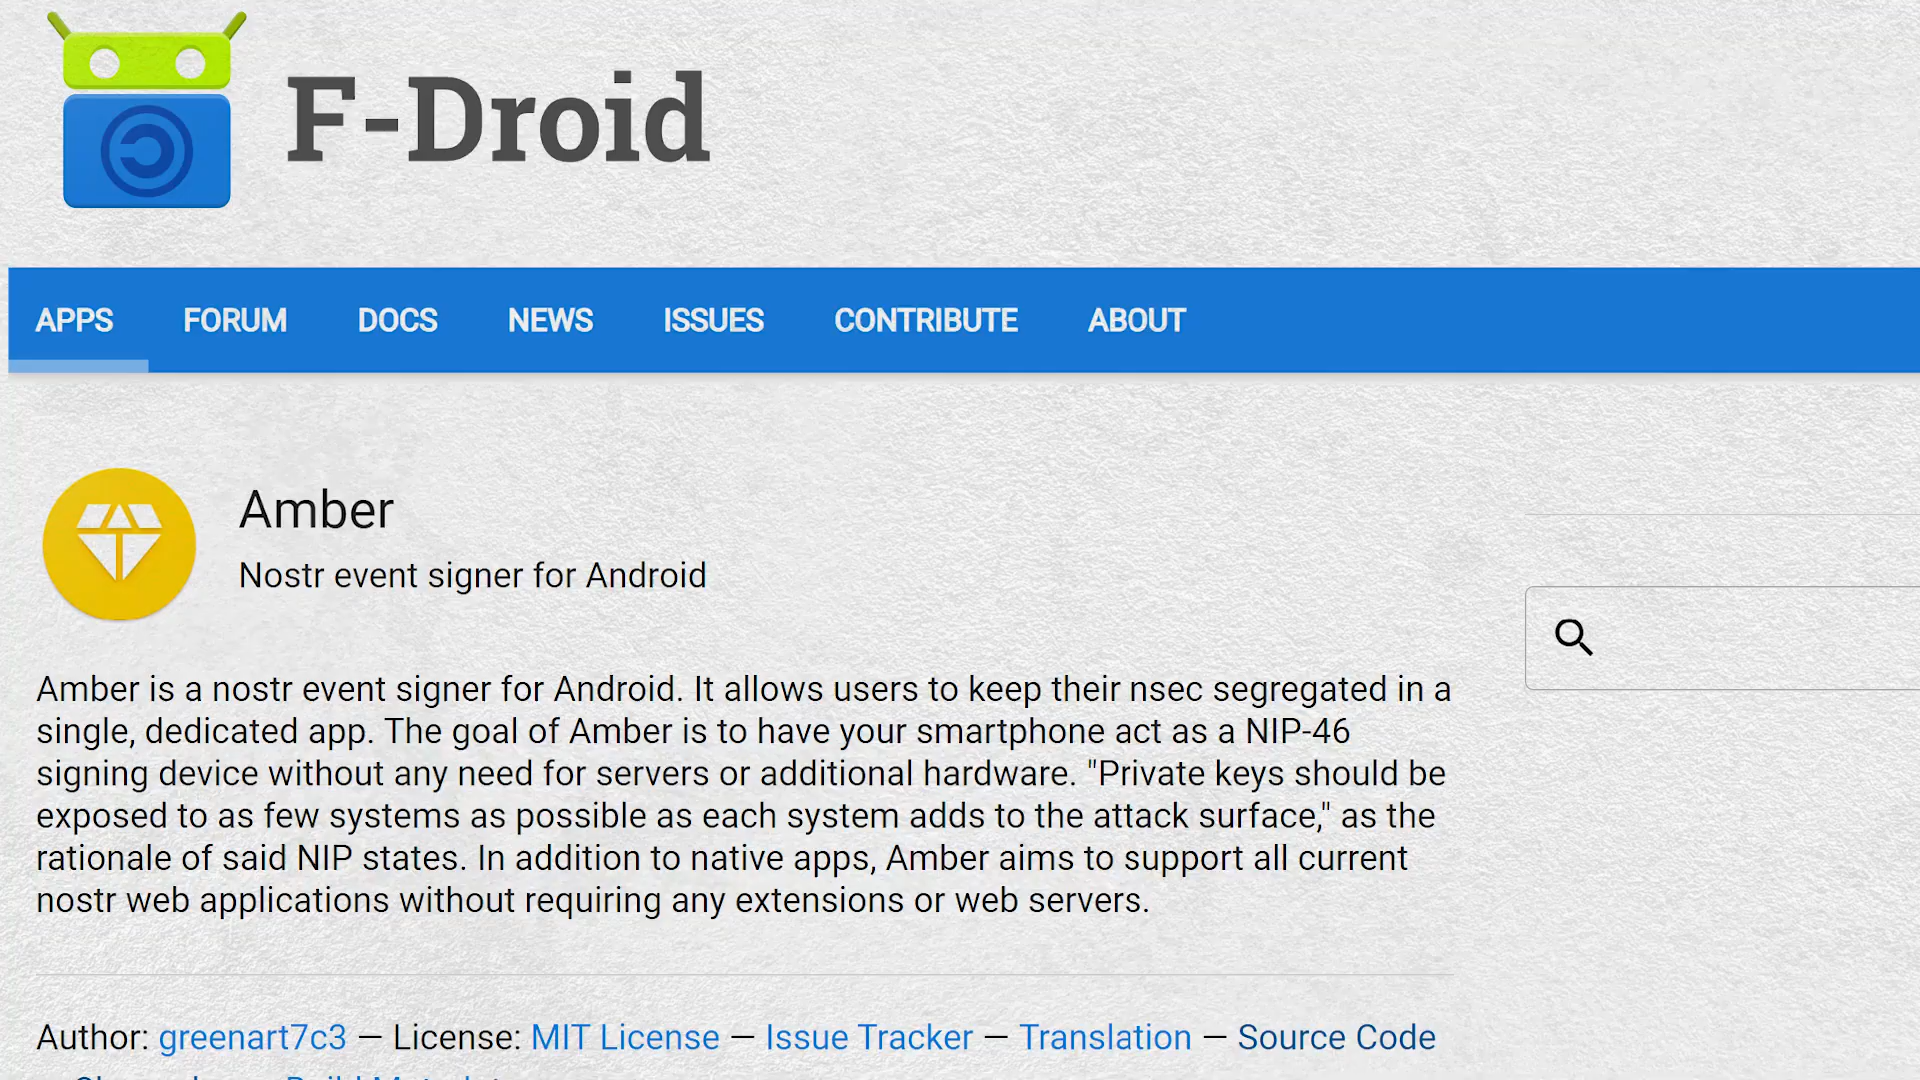 F-Droid
APPS FORUM DOCS NEWS ISSUES CONTRIBUTE ABOUT
Amber
Nostr event signer for Android
Amber is a nostr event signer for Android. It allows users to keep their nsec segregated in a
single, dedicated app. The goal of Amber is to have your smartphone act as a NIP-46
signing device without any need for servers or additional hardware. "Private keys should be
exposed to as few systems as possible as each system adds to the attack surface," as the
rationale of said NIP states. In addition to native apps, Amber aims to support all current
nostr web applications without requiring any extensions or web servers.
Author: greenart7c3 — License: MIT License — Issue Tracker — Translation — Source Code